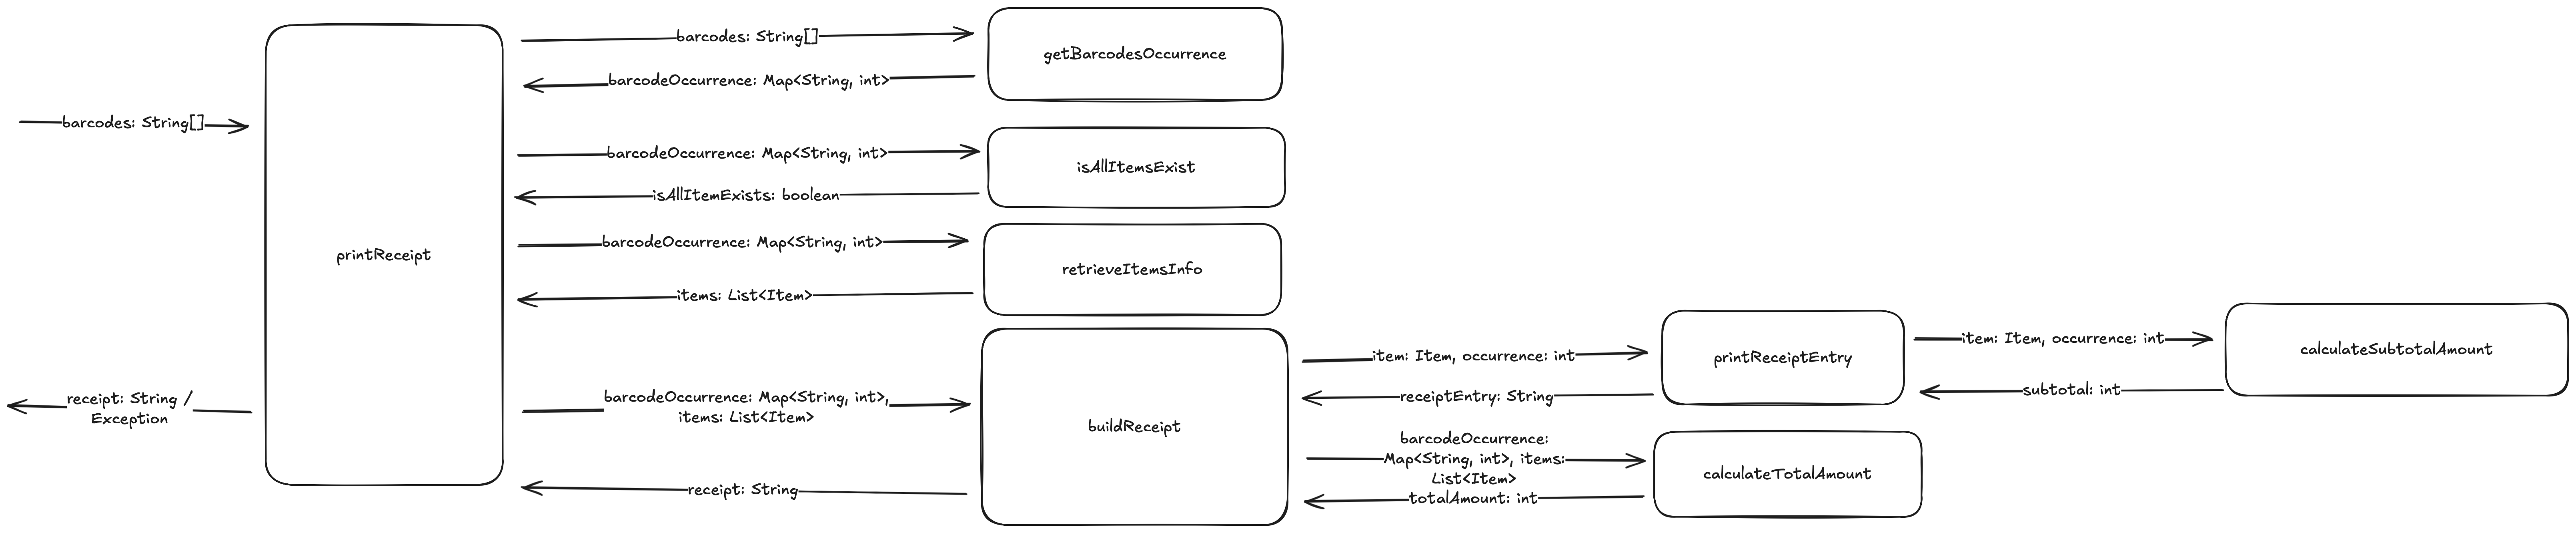 barcodes: String[]
printReceipt
receipt: String /
Exception
barcodes: String[]
barcodeOccurrence: Map<String, int>
getBarcodesOccurrence
barcodeOccurrence: Map<String, int>
isAllItemExists: boolean
isAllItemsExist
barcodeOccurrence: Map<String, int>
items: List<Item>
retrieveItemsInfo
barcodeOccurrence: Map<String, int>,
items: List<Item>
receipt: String
buildReceipt
item: Item, occurrence: int
receiptEntry: String
printReceiptEntry
item: Item, occurrence: int
subtotal: int
calculateSubtotalAmount
barcodeOccurrence:
Map<String, int>, items:
List<Item>
totalAmount: int
calculateTotalAmount